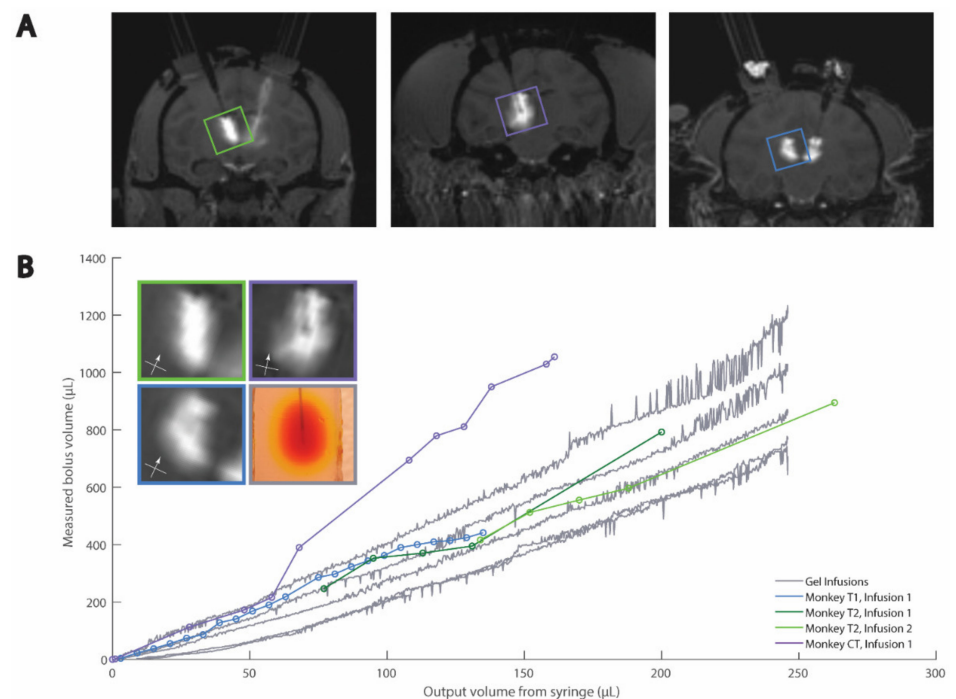 A
B
1400
1200
1000
800
600
400
200
0
Measured bolus volume (µL)
0
50
100
150
200
250
300
Output volume from syringe (µL)
Gel Infusions
Monkey T1, Infusion 1
Monkey T2, Infusion 1
Monkey T2, Infusion 2
Monkey CT, Infusion 1